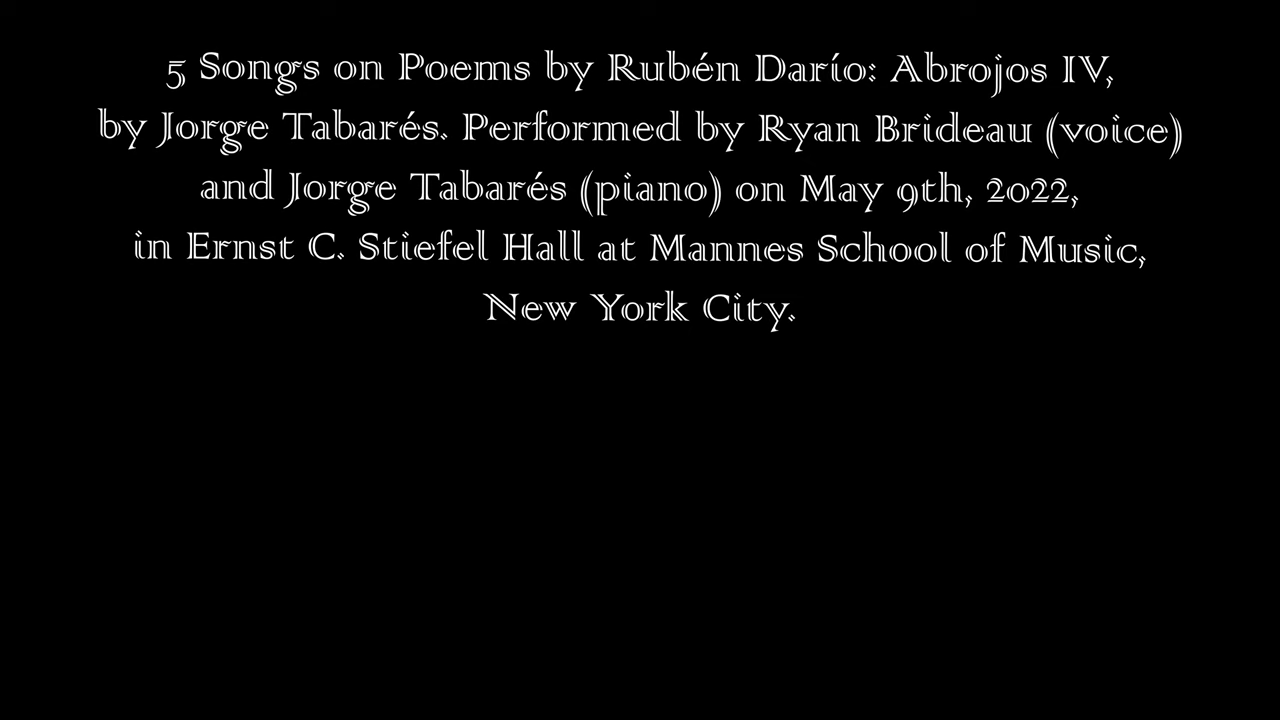 5 Songs on Poems by Rubén Darío: Abrojos IV,
by Jorge Tabarés. Performed by Ryan Brideau (voice)
and Jorge Tabarés (piano) on May 9th, 2022,
in Ernst C. Stiefel Hall at Mannes School of Music,
New York City.